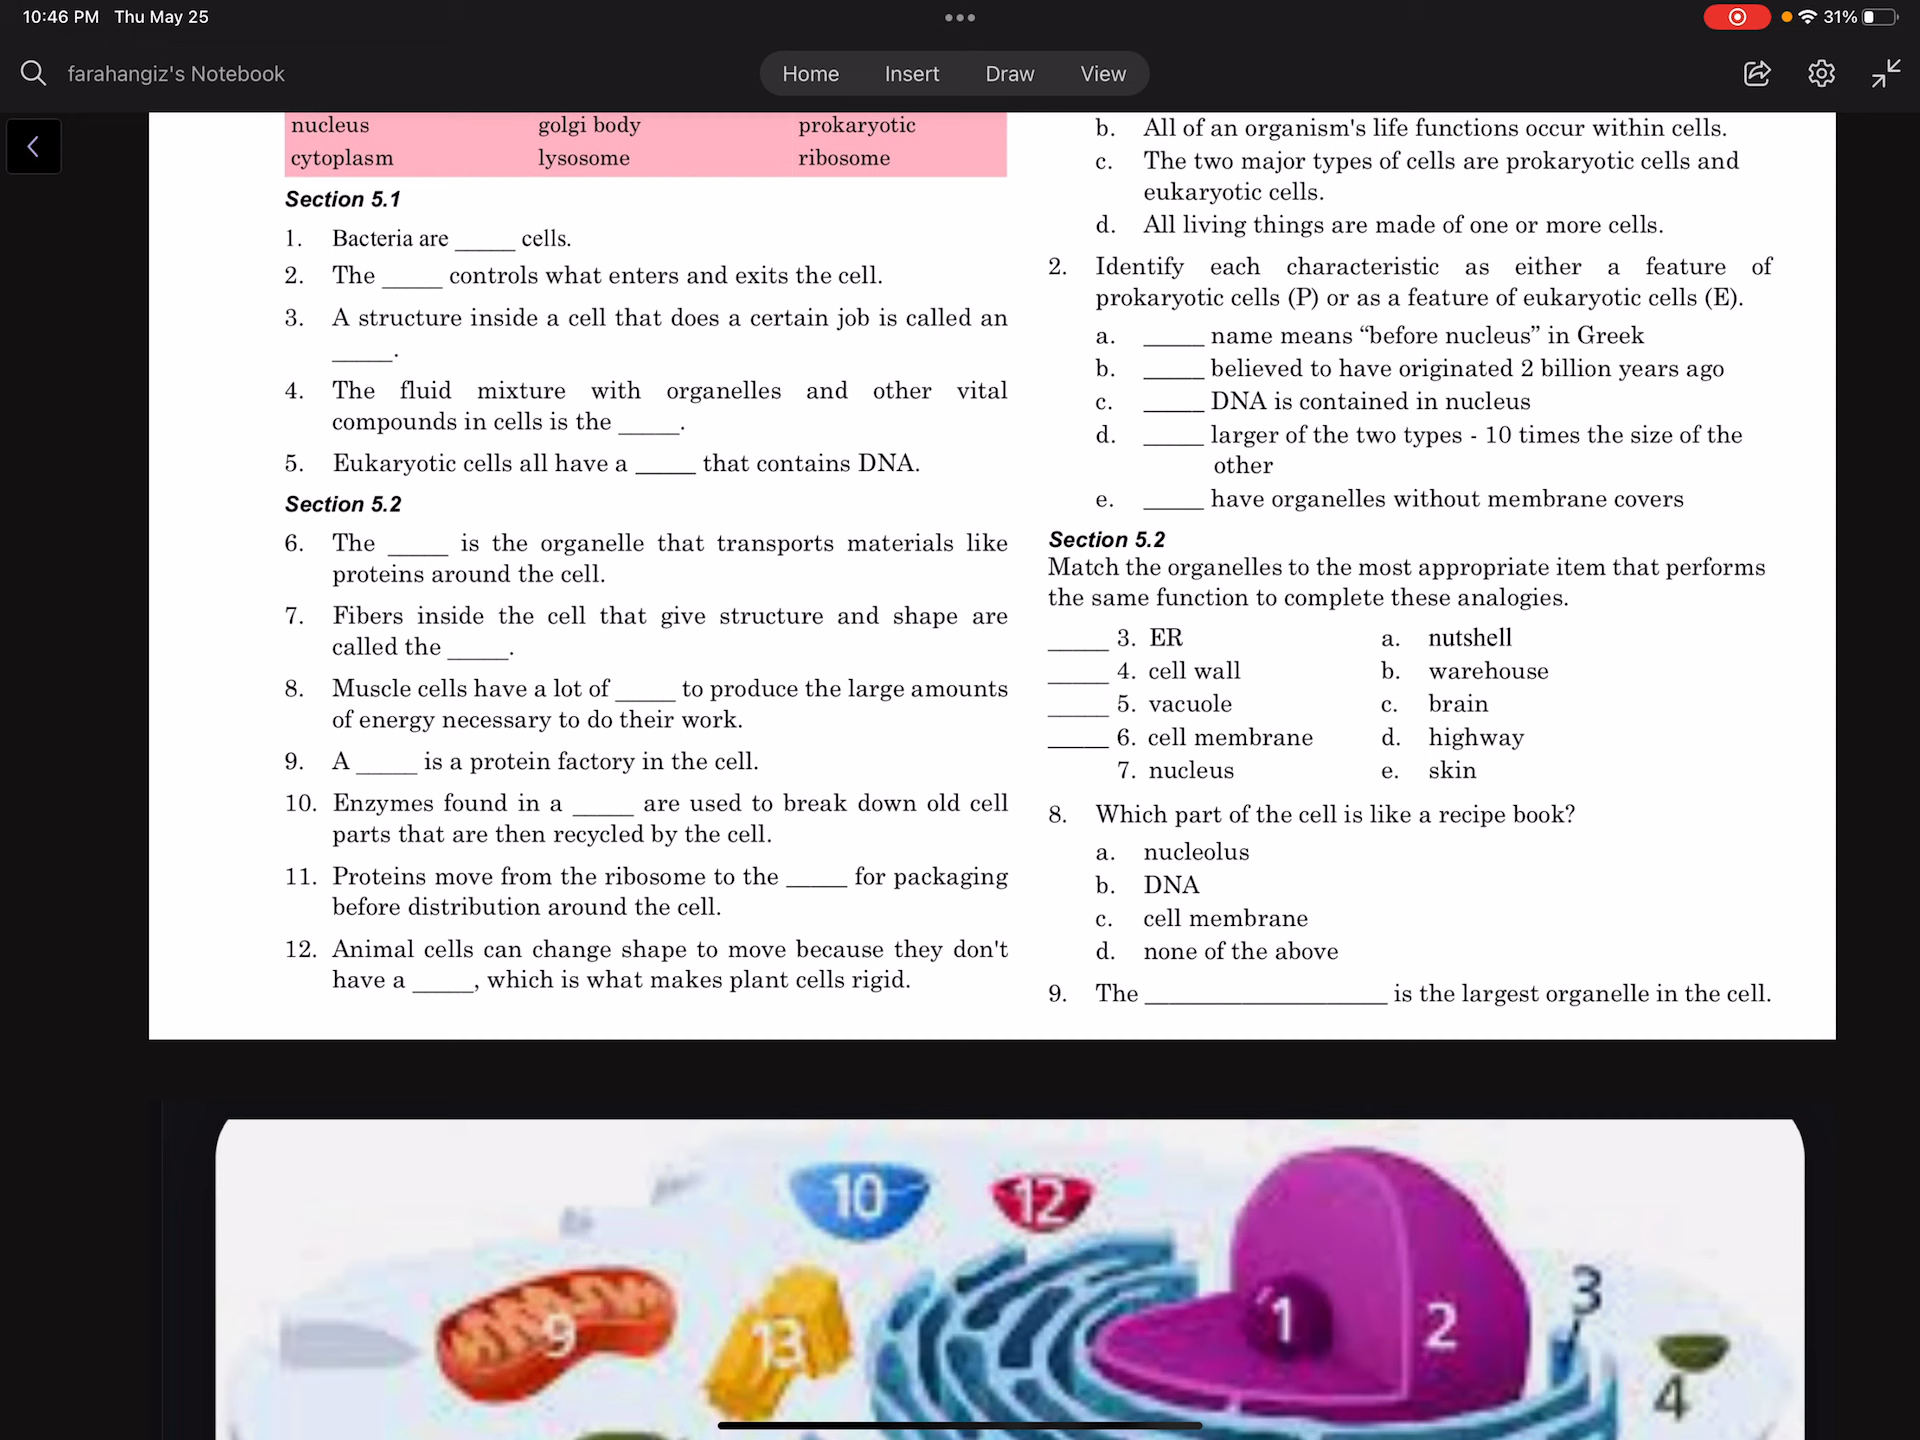 10:46 PM Thu May 25
31%
farahangiz's Notebook
Home Insert Draw View
nucleus golgi body prokaryotic
cytoplasm lysosome ribosome
Section 5.1
1. Bacteria are _____ cells.
2. The _____ controls what enters and exits the cell.
3. A structure inside a cell that does a certain job is called an
_____.
4. The fluid mixture with organelles and other vital
compounds in cells is the _____.
5. Eukaryotic cells all have a _____ that contains DNA.
Section 5.2
6. The _____ is the organelle that transports materials like
proteins around the cell.
7. Fibers inside the cell that give structure and shape are
called the _____.
8. Muscle cells have a lot of _____ to produce the large amounts
of energy necessary to do their work.
9. A _____ is a protein factory in the cell.
10. Enzymes found in a _____ are used to break down old cell
parts that are then recycled by the cell.
11. Proteins move from the ribosome to the _____ for packaging
before distribution around the cell.
12. Animal cells can change shape to move because they don't
have a _____, which is what makes plant cells rigid.
b. All of an organism's life functions occur within cells.
c. The two major types of cells are prokaryotic cells and
eukaryotic cells.
d. All living things are made of one or more cells.
2. Identify each characteristic as either a feature of
prokaryotic cells (P) or as a feature of eukaryotic cells (E).
a. _____ name means “before nucleus” in Greek
b. _____ believed to have originated 2 billion years ago
c. _____ DNA is contained in nucleus
d. _____ larger of the two types - 10 times the size of the
other
e. _____ have organelles without membrane covers
Section 5.2
Match the organelles to the most appropriate item that performs
the same function to complete these analogies.
_____ 3. ER a. nutshell
_____ 4. cell wall b. warehouse
_____ 5. vacuole c. brain
_____ 6. cell membrane d. highway
7. nucleus e. skin
8. Which part of the cell is like a recipe book?
a. nucleolus
b. DNA
c. cell membrane
d. none of the above
9. The ____________________ is the largest organelle in the cell.
10 12
9 13 1 2 3
4